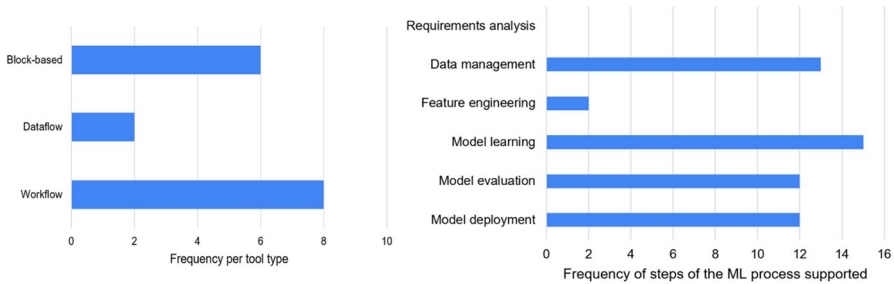 Block-based
Dataflow
Workflow
0 2 4 6 8 10
Frequency per tool type
Requirements analysis
Data management
Feature engineering
Model learning
Model evaluation
Model deployment
0 2 4 6 8 10 12 14 16
Frequency of steps of the ML process supported